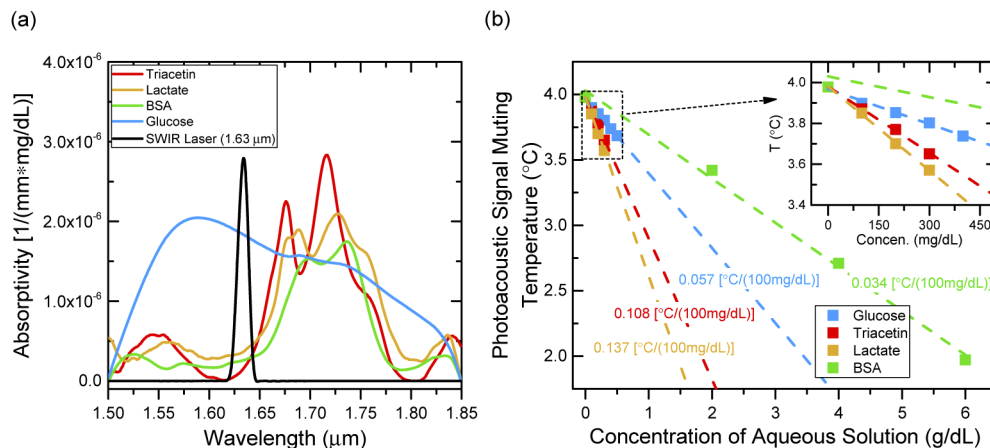 (a)
Absorptivity [1/(mm*mg/dL)]
4.0x10-6
3.0x10-6
2.0x10-6
1.0x10-6
0.0
Triacetin
Lactate
BSA
Glucose
SWIR Laser (1.63 μm)
1.50 1.55 1.60 1.65 1.70 1.75 1.80 1.85
Wavelength (μm)
(b)
Photoacoustic Signal Muting
Temperature (°C)
4.0
3.5
3.0
2.5
2.0
T (°C)
4.0
3.8
3.6
3.4
0 150 300 450
Concen. (mg/dL)
0.057 [°C/(100mg/dL)]
0.034 [°C/(100mg/dL)]
0.108 [°C/(100mg/dL)]
0.137 [°C/(100mg/dL)]
Glucose
Triacetin
Lactate
BSA
0 1 2 3 4 5 6
Concentration of Aqueous Solution (g/dL)